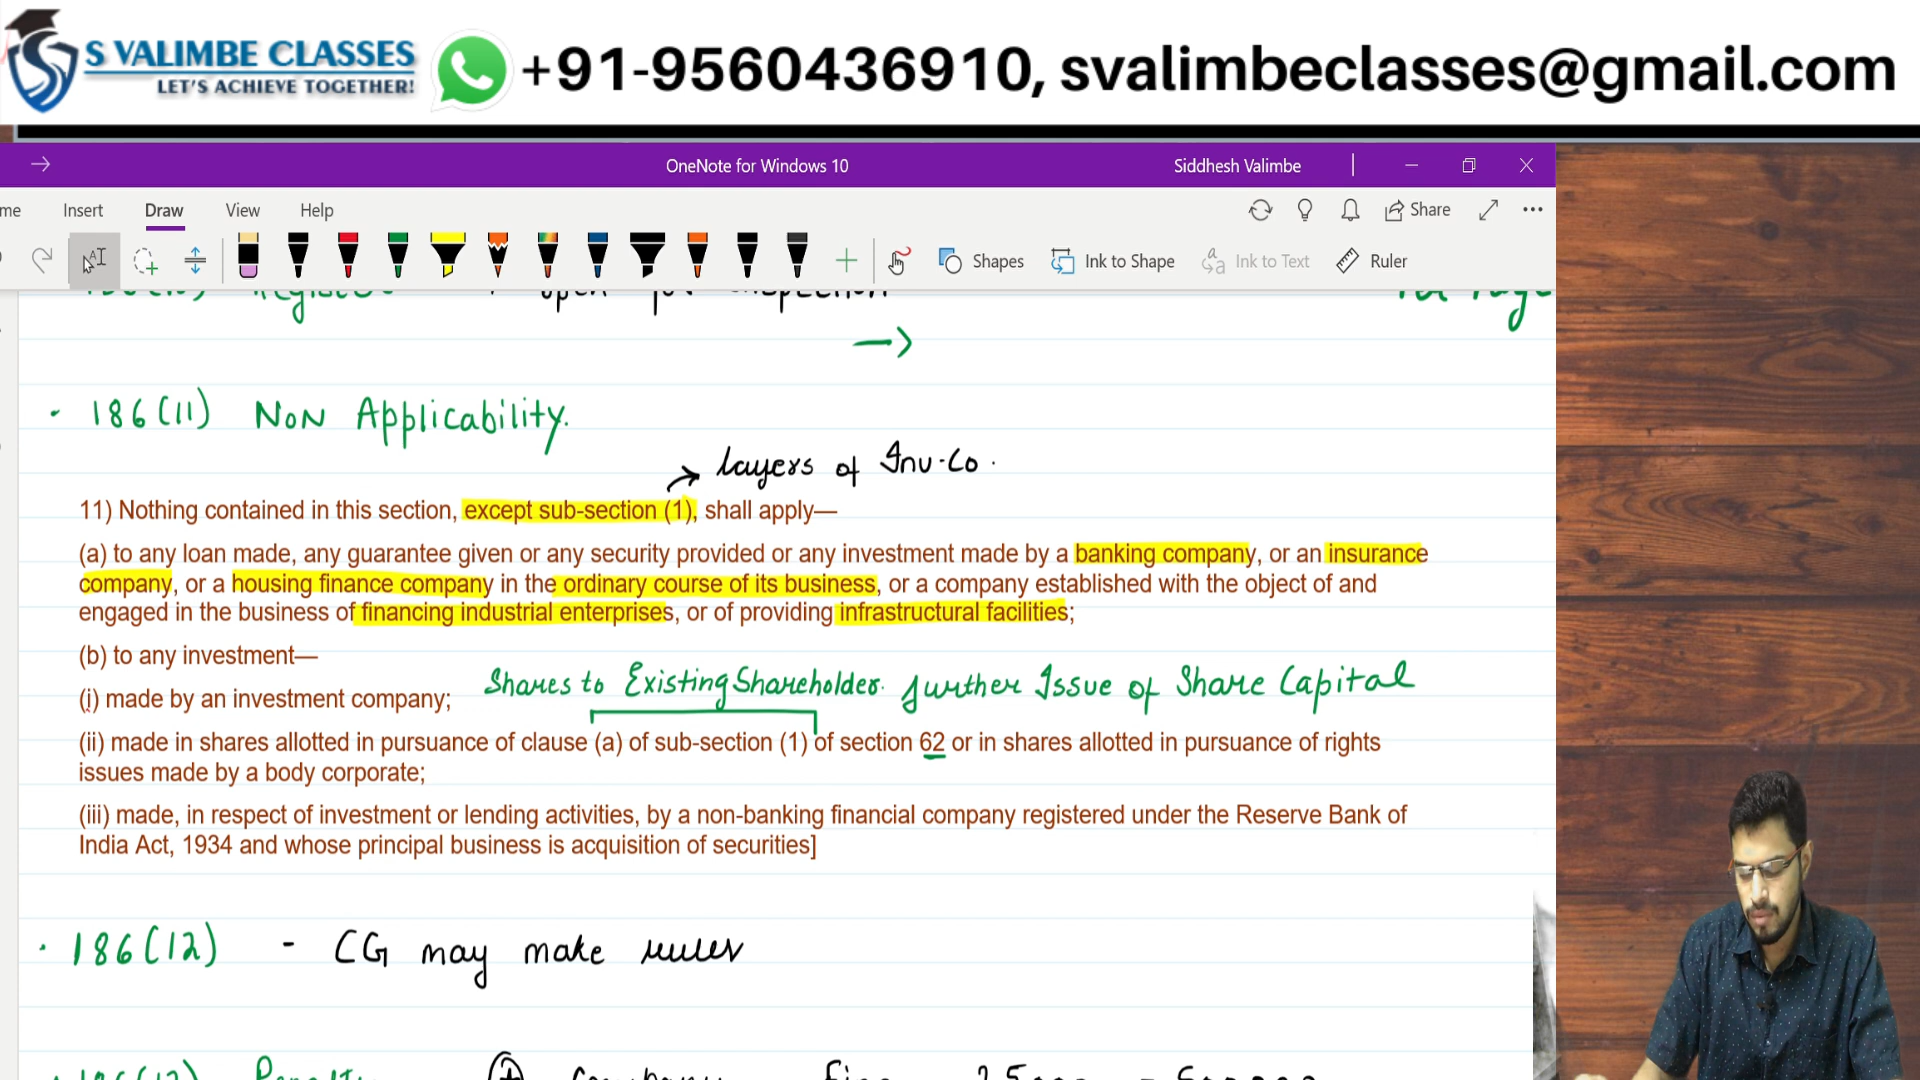 S VALIMBE CLASSES
LET'S ACHIEVE TOGETHER!
+91-9560436910, svalimbeclasses@gmail.com
OneNote for Windows 10
Siddhesh Valimbe
me Insert Draw View Help
Share
Shapes Ink to Shape Ink to Text Ruler
open for inspection
· 186(11) Non Applicability.
layers of Inv-Co.
11) Nothing contained in this section, except sub-section (1), shall apply—
(a) to any loan made, any guarantee given or any security provided or any investment made by a banking company, or an insurance
company, or a housing finance company in the ordinary course of its business, or a company established with the object of and
engaged in the business of financing industrial enterprises, or of providing infrastructural facilities;
(b) to any investment—
Shares to Existing Shareholder. further Issue of Share Capital
(i) made by an investment company;
(ii) made in shares allotted in pursuance of clause (a) of sub-section (1) of section 62 or in shares allotted in pursuance of rights
issues made by a body corporate;
(iii) made, in respect of investment or lending activities, by a non-banking financial company registered under the Reserve Bank of
India Act, 1934 and whose principal business is acquisition of securities]
· 186(12) - CG may make rules
Penalty company fine